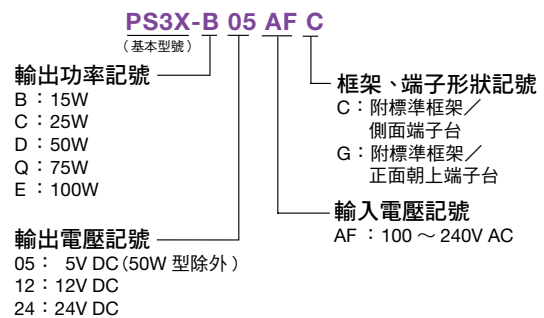 PS3X-B 05 AF C
（基本型號）
輸出功率記號
B：15W
C：25W
D：50W
Q：75W
E：100W
輸出電壓記號
05： 5V DC（50W 型除外）
12：12V DC
24：24V DC
框架、端子形狀記號
C：附標準框架／
側面端子台
G：附標準框架／
正面朝上端子台
輸入電壓記號
AF：100 ～ 240V AC